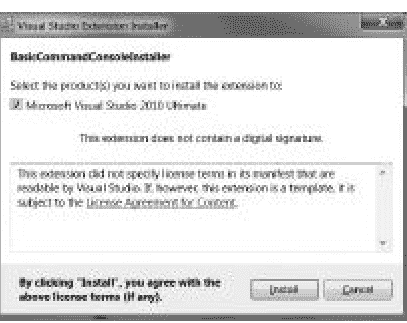 Visual Studio Extension Installer
BasicCommandConsoleInstaller
Select the product(s) you want to install the extension to:
Microsoft Visual Studio 2010 Ultimate
This extension does not contain a digital signature.
This extension did not specify license terms in its manifest that are
readable by Visual Studio. If, however, this extension is a template, it is
subject to the License Agreement for Content.
By clicking "Install", you agree with the
above license terms (if any).
Install
Cancel